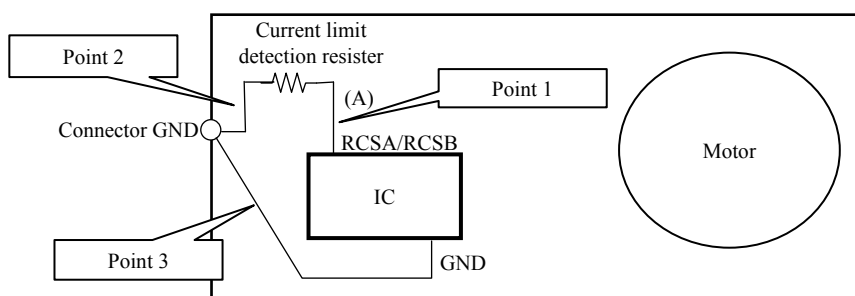 Current limit
detection resister
Point 2
(A)
Point 1
Connector GND
RCSA/RCSB
Motor
IC
Point 3
GND